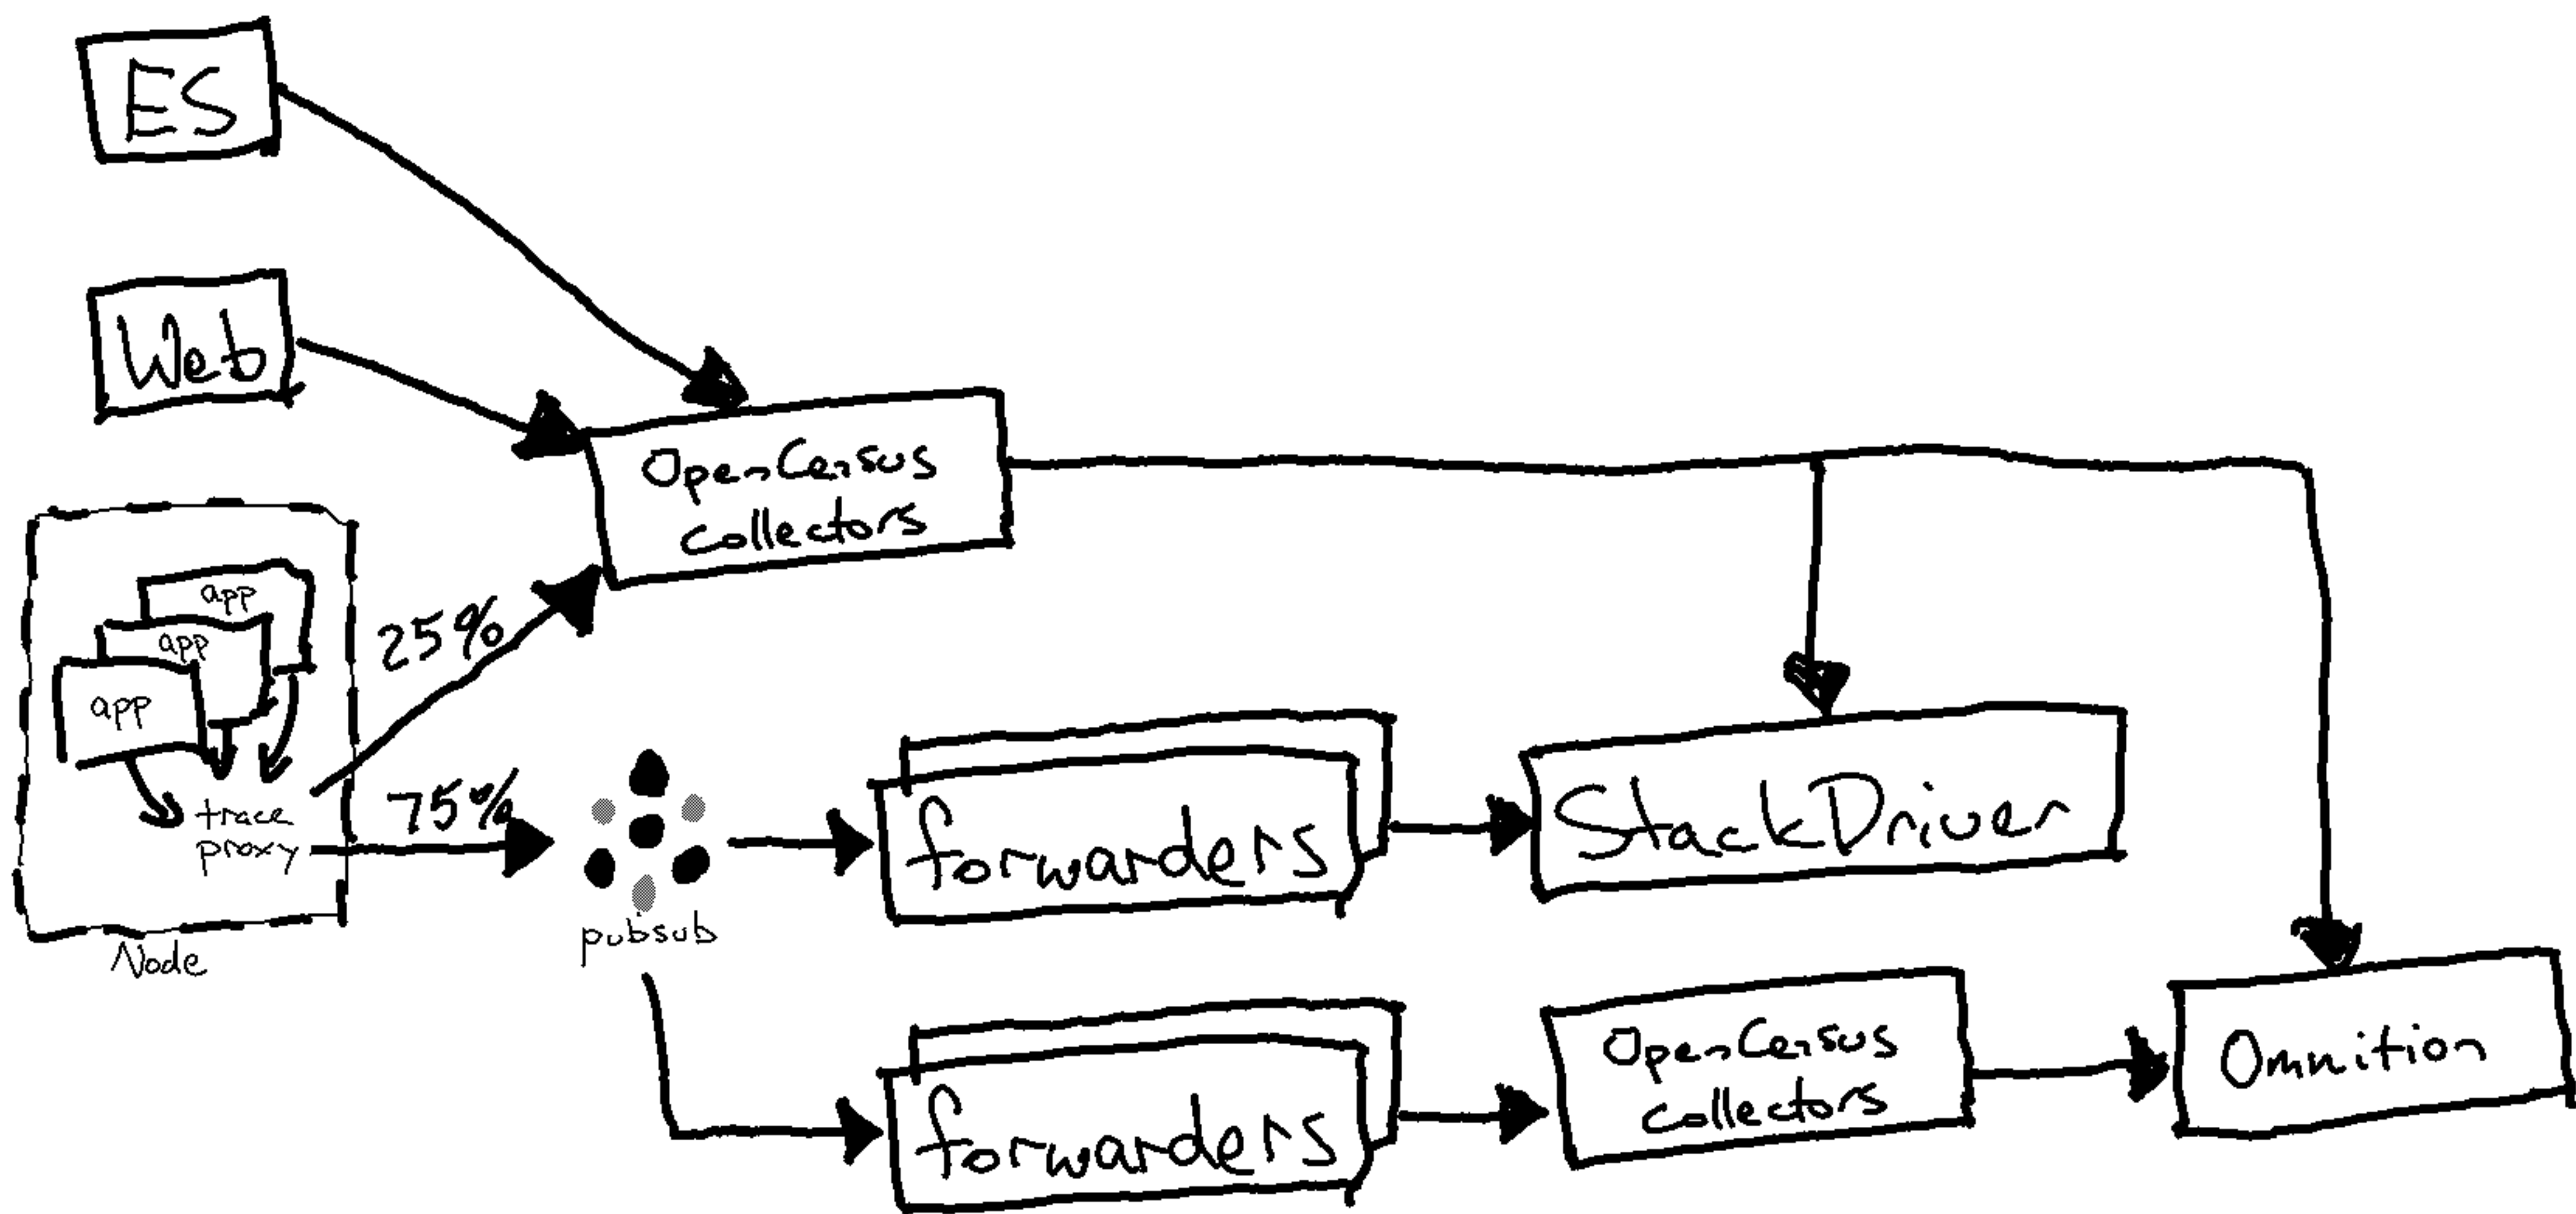 ES
Web
OpenCensus
Collectors
app
app
app
25%
75%
trace
proxy
Node
pubsub
forwarders
StackDriver
forwarders
OpenCensus
Collectors
Omnition